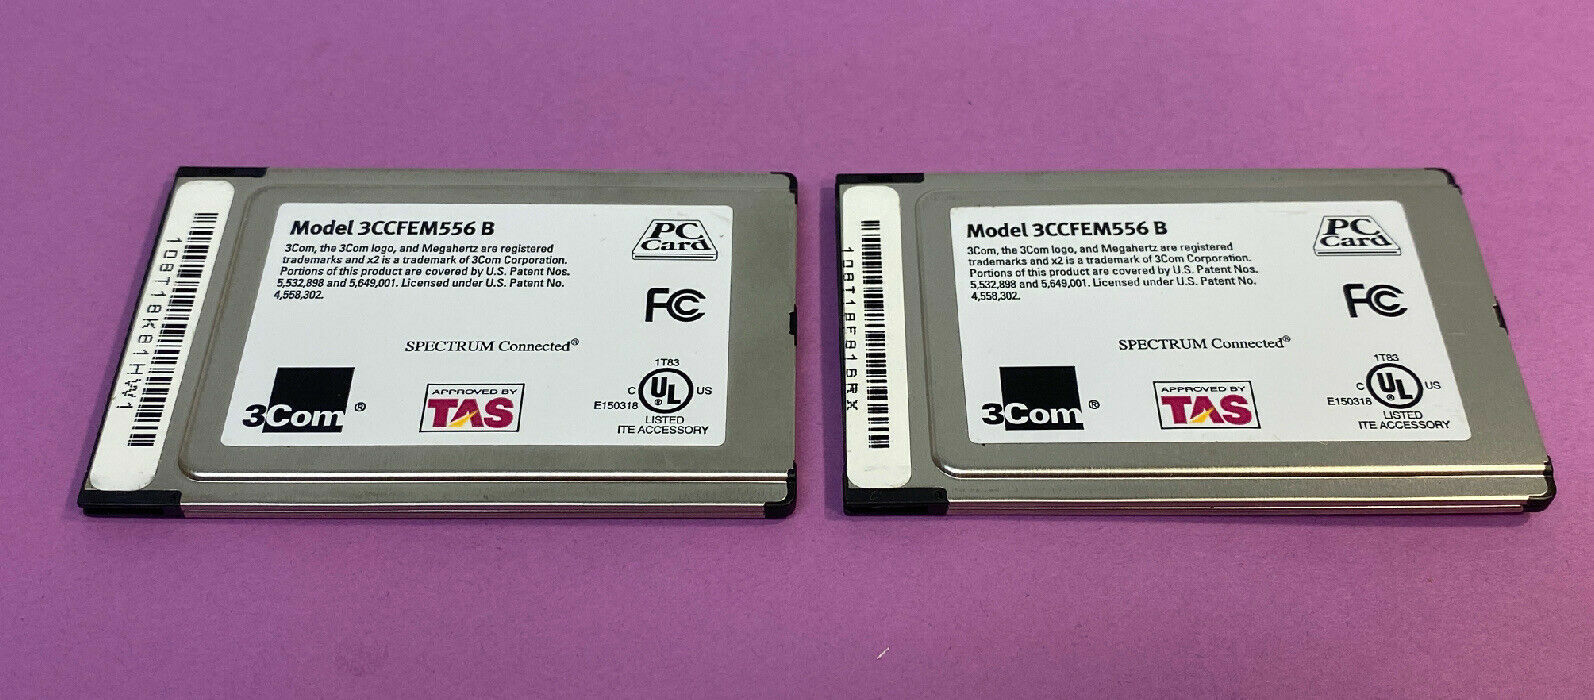 108T18K81HW1
Model 3CCFEM556 B
3Com, the 3Com logo, and Megahertz are registered
trademarks and x2 is a trademark of 3Com Corporation.
Portions of this product are covered by U.S. Patent Nos.
5,532,898 and 5,649,001. Licensed under U.S. Patent No.
4,558,302.
PC
Card
FC
SPECTRUM Connected®
3Com ®
APPROVED BY
TAS
1T83
C UL US
®
E150318
LISTED
ITE ACCESSORY
Model 3CCFEM556 B
3Com, the 3Com logo, and Megahertz are registered
trademarks and x2 is a trademark of 3Com Corporation.
Portions of this product are covered by U.S. Patent Nos.
5,532,898 and 5,649,001. Licensed under U.S. Patent No.
4,558,302.
PC
Card
FC
SPECTRUM Connected®
3Com ®
APPROVED BY
TAS
1T83
C UL US
®
E150318
LISTED
ITE ACCESSORY